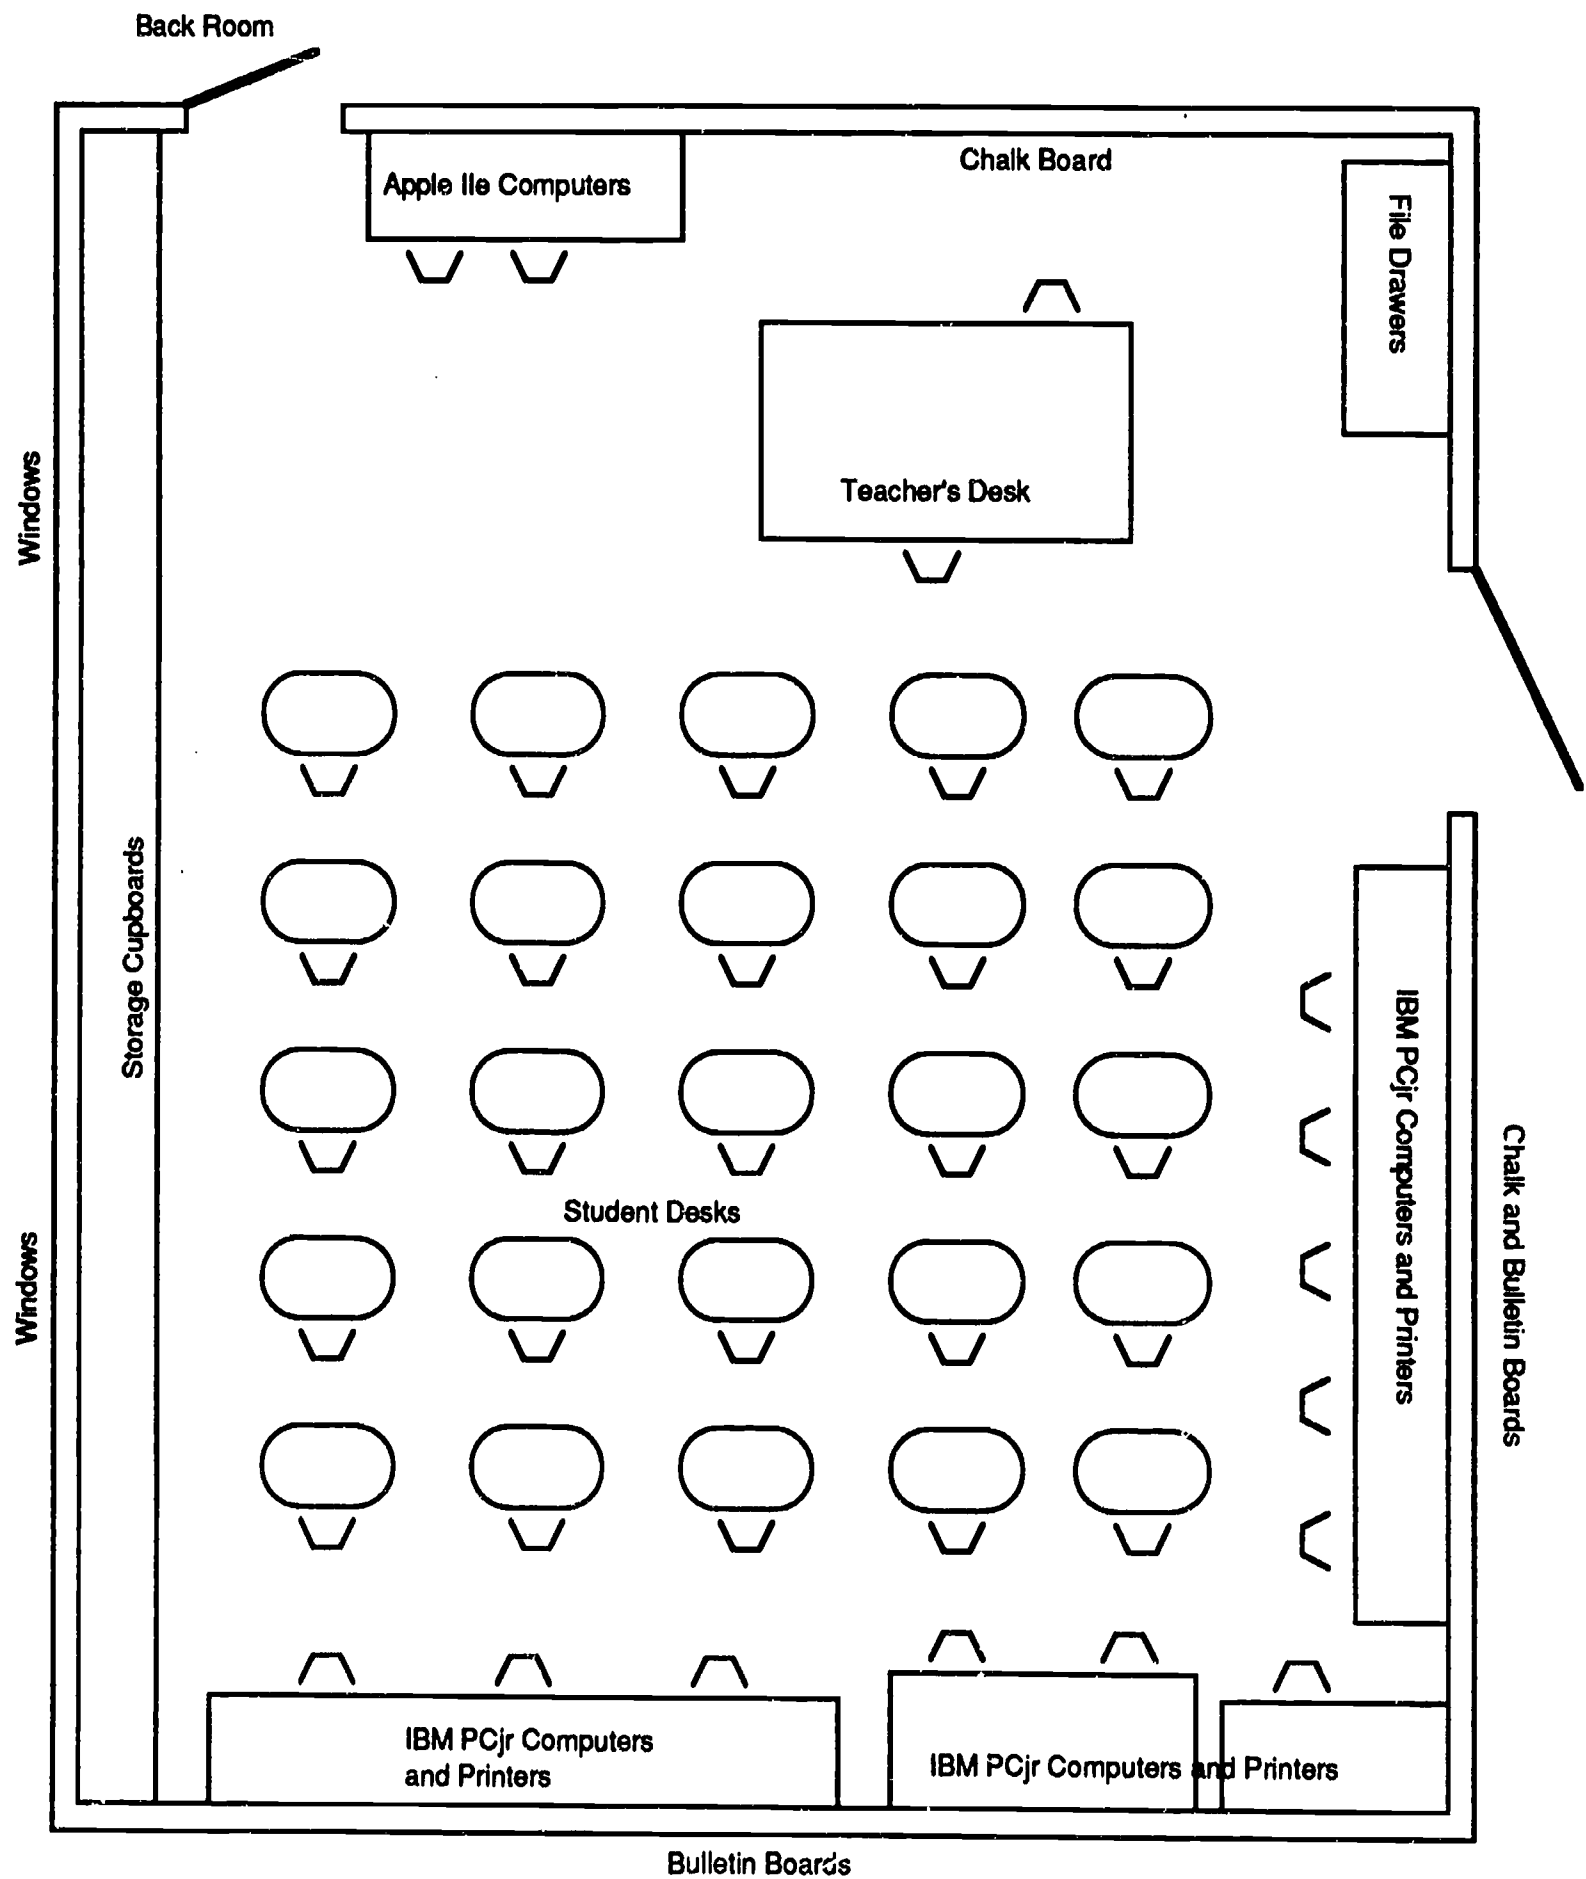 Back Room
Chalk Board
Apple IIe Computers
File Drawers
Teacher's Desk
Windows
Storage Cupboards
IBM PCjr Computers and Printers
Chalk and Bulletin Boards
Student Desks
Windows
IBM PCjr Computers
and Printers
IBM PCjr Computers and Printers
Bulletin Boards